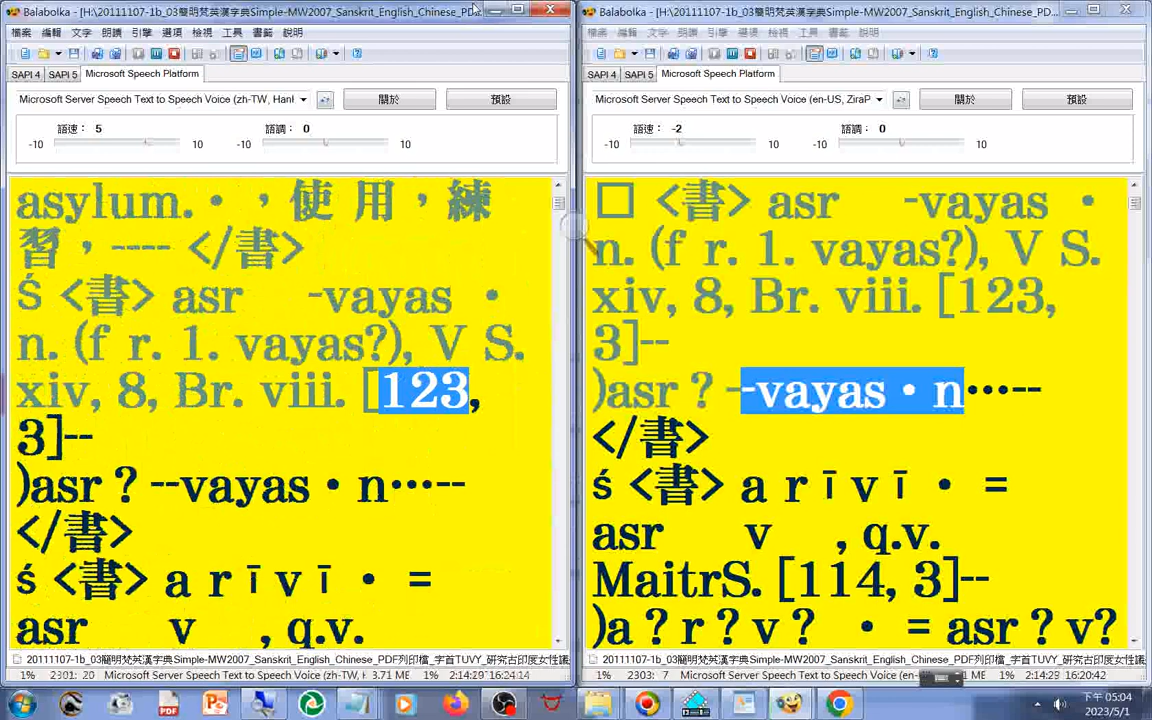 Balabolka - [H:\20111107-1b_03簡明梵英漢字典Simple-MW2007_Sanskrit_English_Chinese_PD...
檔案 編輯 文字 朗讀 引擎 選項 檢視 工具 書籤 說明
SAPI 4 SAPI 5 Microsoft Speech Platform
Microsoft Server Speech Text to Speech Voice (zh-TW, HanI 關於 預設
語速： 5 語調： 0
-10 10 -10 10
asylum.•，使用，練
習，---- </書>
Ś <書> asr -vayas •
n. (f r. 1. vayas?), V S.
xiv, 8, Br. viii. [123,
3]--
)asr ? --vayas • n•••--
</書>
ś <書> a r ī v ī • =
asr v , q.v.
20111107-1b_03簡明梵英漢字典Simple-MW2007_Sanskrit_English_Chinese_PDF列印檔_字首TUVY_研究古印度女性議
1% 2301: 20 Microsoft Server Speech Text to Speech Voice (zh-TW, H 3.71 MB 1% 2:14:29 16:24:14
Balabolka - [H:\20111107-1b_03簡明梵英漢字典Simple-MW2007_Sanskrit_English_Chinese_PD...
檔案 編輯 文字 朗讀 引擎 選項 檢視 工具 書籤 說明
SAPI 4 SAPI 5 Microsoft Speech Platform
Microsoft Server Speech Text to Speech Voice (en-US, ZiraP 關於 預設
語速： -2 語調： 0
-10 10 -10 10
□ <書> asr -vayas •
n. (f r. 1. vayas?), V S.
xiv, 8, Br. viii. [123,
3]--
)asr ? --vayas • n•••--
</書>
ś <書> a r ī v ī • =
asr v , q.v.
MaitrS. [114, 3]--
)a ? r ? v ? • = asr ? v?
20111107-1b_03簡明梵英漢字典Simple-MW2007_Sanskrit_English_Chinese_PDF列印檔_字首TUVY_研究古印度女性議
1% 2303: 7 Microsoft Server Speech Text to Speech Voice (en-U 1% 2:14:29 16:20:42
下午 05:04
2023/5/1